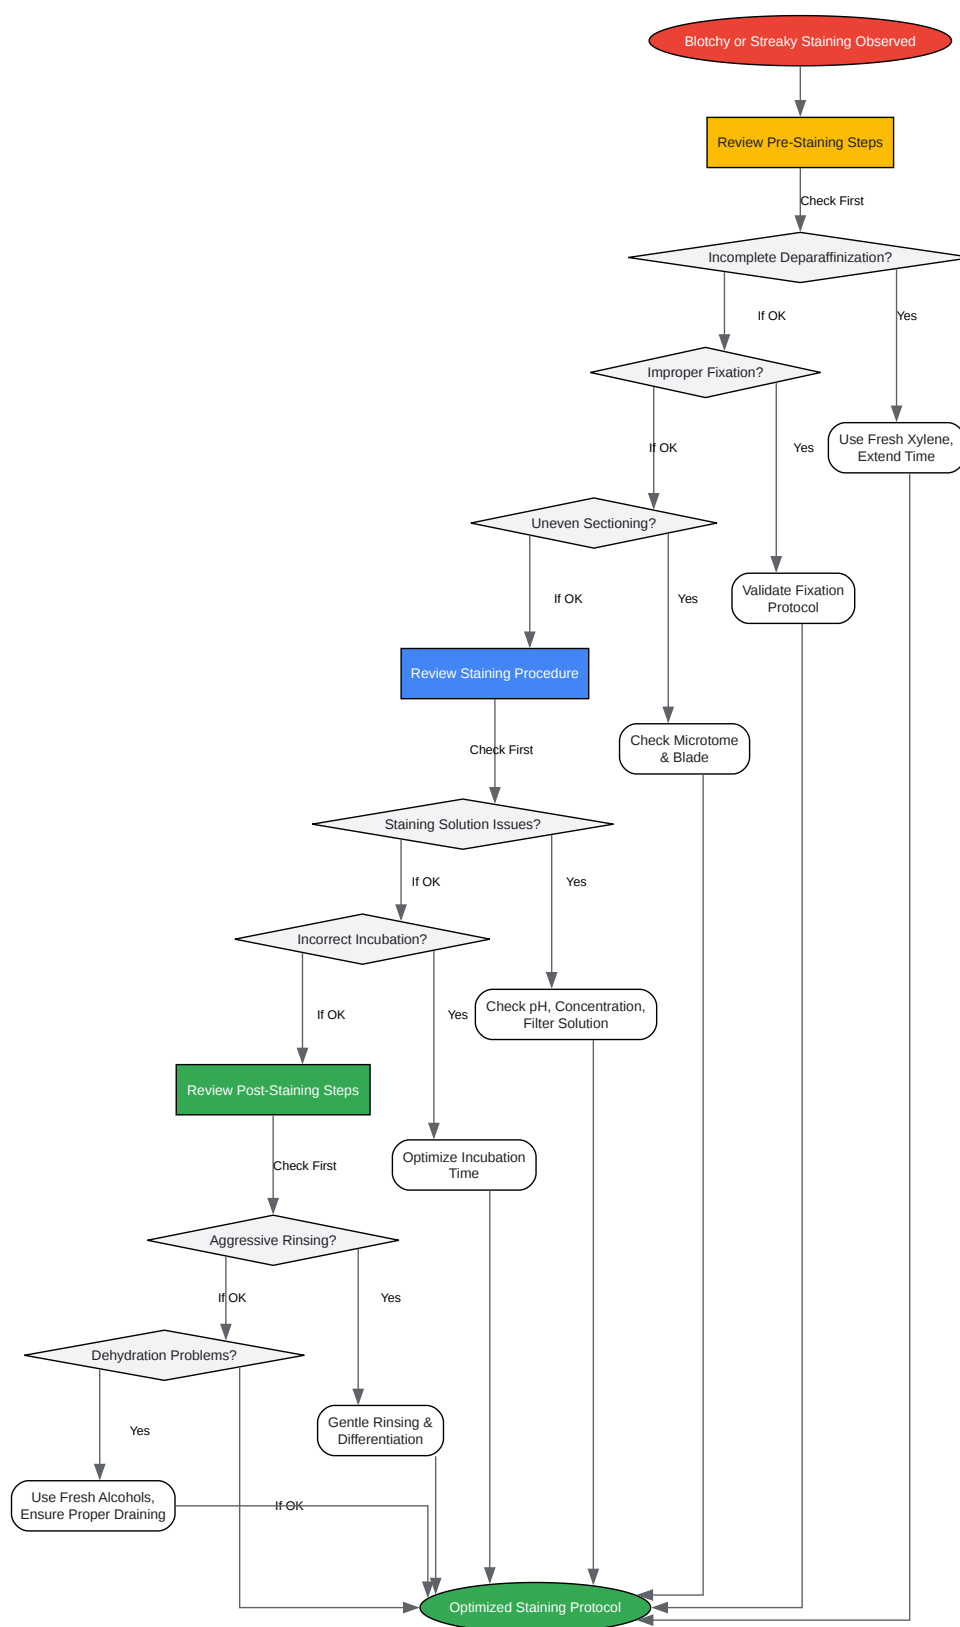 Blotchy or Streaky Staining Observed
Review Pre-Staining Steps
Check First
Incomplete Deparaffinization?
If OK
Yes
Improper Fixation?
Use Fresh Xylene,
Extend Time
If OK
Yes
Uneven Sectioning?
Validate Fixation
Protocol
If OK
Yes
Review Staining Procedure
Check Microtome
& Blade
Check First
Staining Solution Issues?
If OK
Yes
Incorrect Incubation?
Check pH, Concentration,
Filter Solution
If OK
Yes
Review Post-Staining Steps
Optimize Incubation
Time
Check First
Aggressive Rinsing?
If OK
Yes
Dehydration Problems?
Gentle Rinsing &
Differentiation
Yes
Use Fresh Alcohols,
Ensure Proper Draining
If OK
Optimized Staining Protocol